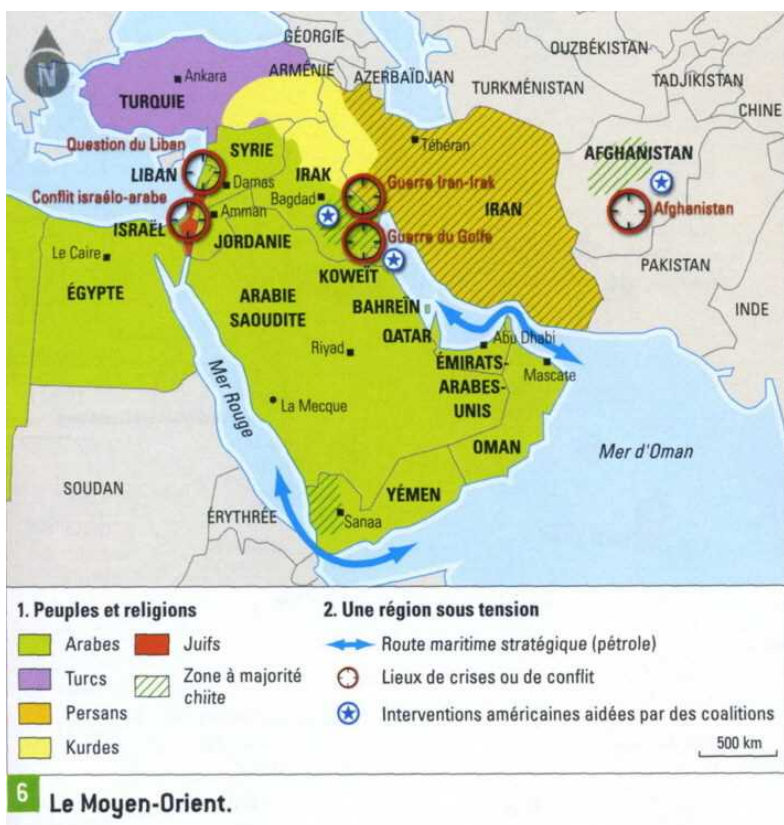 GÉORGIE
OUZBÉKISTAN
ARMÉNIE
AZERBAÏDJAN
TURKMÉNISTAN
TADJIKISTAN
CHINE
N
Ankara
TURQUIE
Question du Liban
LIBAN
SYRIE
Damas
Téhéran
AFGHANISTAN
IRAK
Bagdad
Guerre Iran-Irak
IRAN
Afghanistan
Conflit israélo-arabe
ISRAËL
Amman
JORDANIE
Guerre du Golfe
PAKISTAN
Le Caire
ÉGYPTE
KOWEÏT
INDE
ARABIE
SAOUDITE
BAHREÏN
QATAR
Abu Dhabi
Riyad
ÉMIRATS-
ARABES-
UNIS
Mascate
Mer Rouge
La Mecque
OMAN
Mer d'Oman
SOUDAN
ÉRYTHRÉE
YÉMEN
Sanaa
1. Peuples et religions
Arabes
Juifs
Turcs
Zone à majorité
chiite
Persans
Kurdes
2. Une région sous tension
Route maritime stratégique (pétrole)
Lieux de crises ou de conflit
Interventions américaines aidées par des coalitions
500 km
6 Le Moyen-Orient.